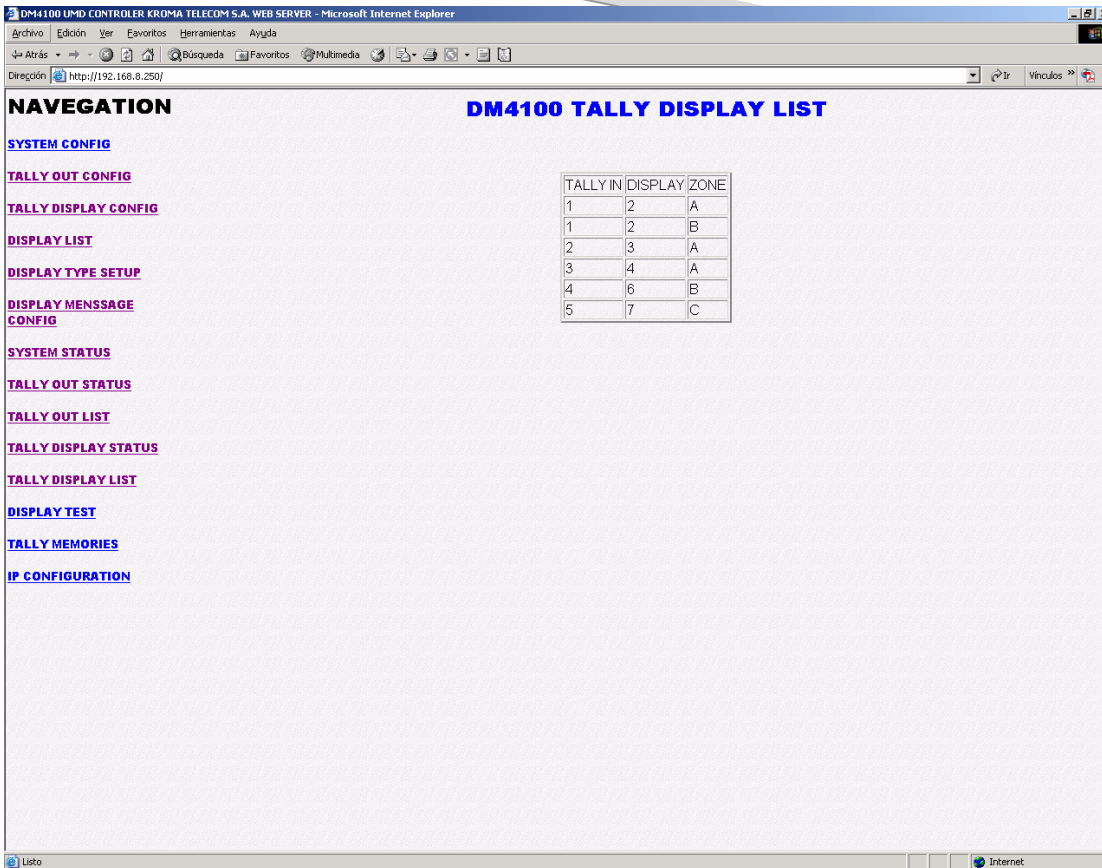 DM4100 UMD CONTROLER KROMA TELECOM S.A. WEB SERVER - Microsoft Internet Explorer
Archivo Edición Ver Favoritos Herramientas Ayuda
Atrás Búsqueda Favoritos Multimedia
Dirección http://192.168.8.250/ Ir Vínculos »
NAVEGATION
SYSTEM CONFIG
TALLY OUT CONFIG
TALLY DISPLAY CONFIG
DISPLAY LIST
DISPLAY TYPE SETUP
DISPLAY MENSSAGE
CONFIG
SYSTEM STATUS
TALLY OUT STATUS
TALLY OUT LIST
TALLY DISPLAY STATUS
TALLY DISPLAY LIST
DISPLAY TEST
TALLY MEMORIES
IP CONFIGURATION
DM4100 TALLY DISPLAY LIST
TALLY IN DISPLAY ZONE
1 2 A
1 2 B
2 3 A
3 4 A
4 6 B
5 7 C
Listo Internet